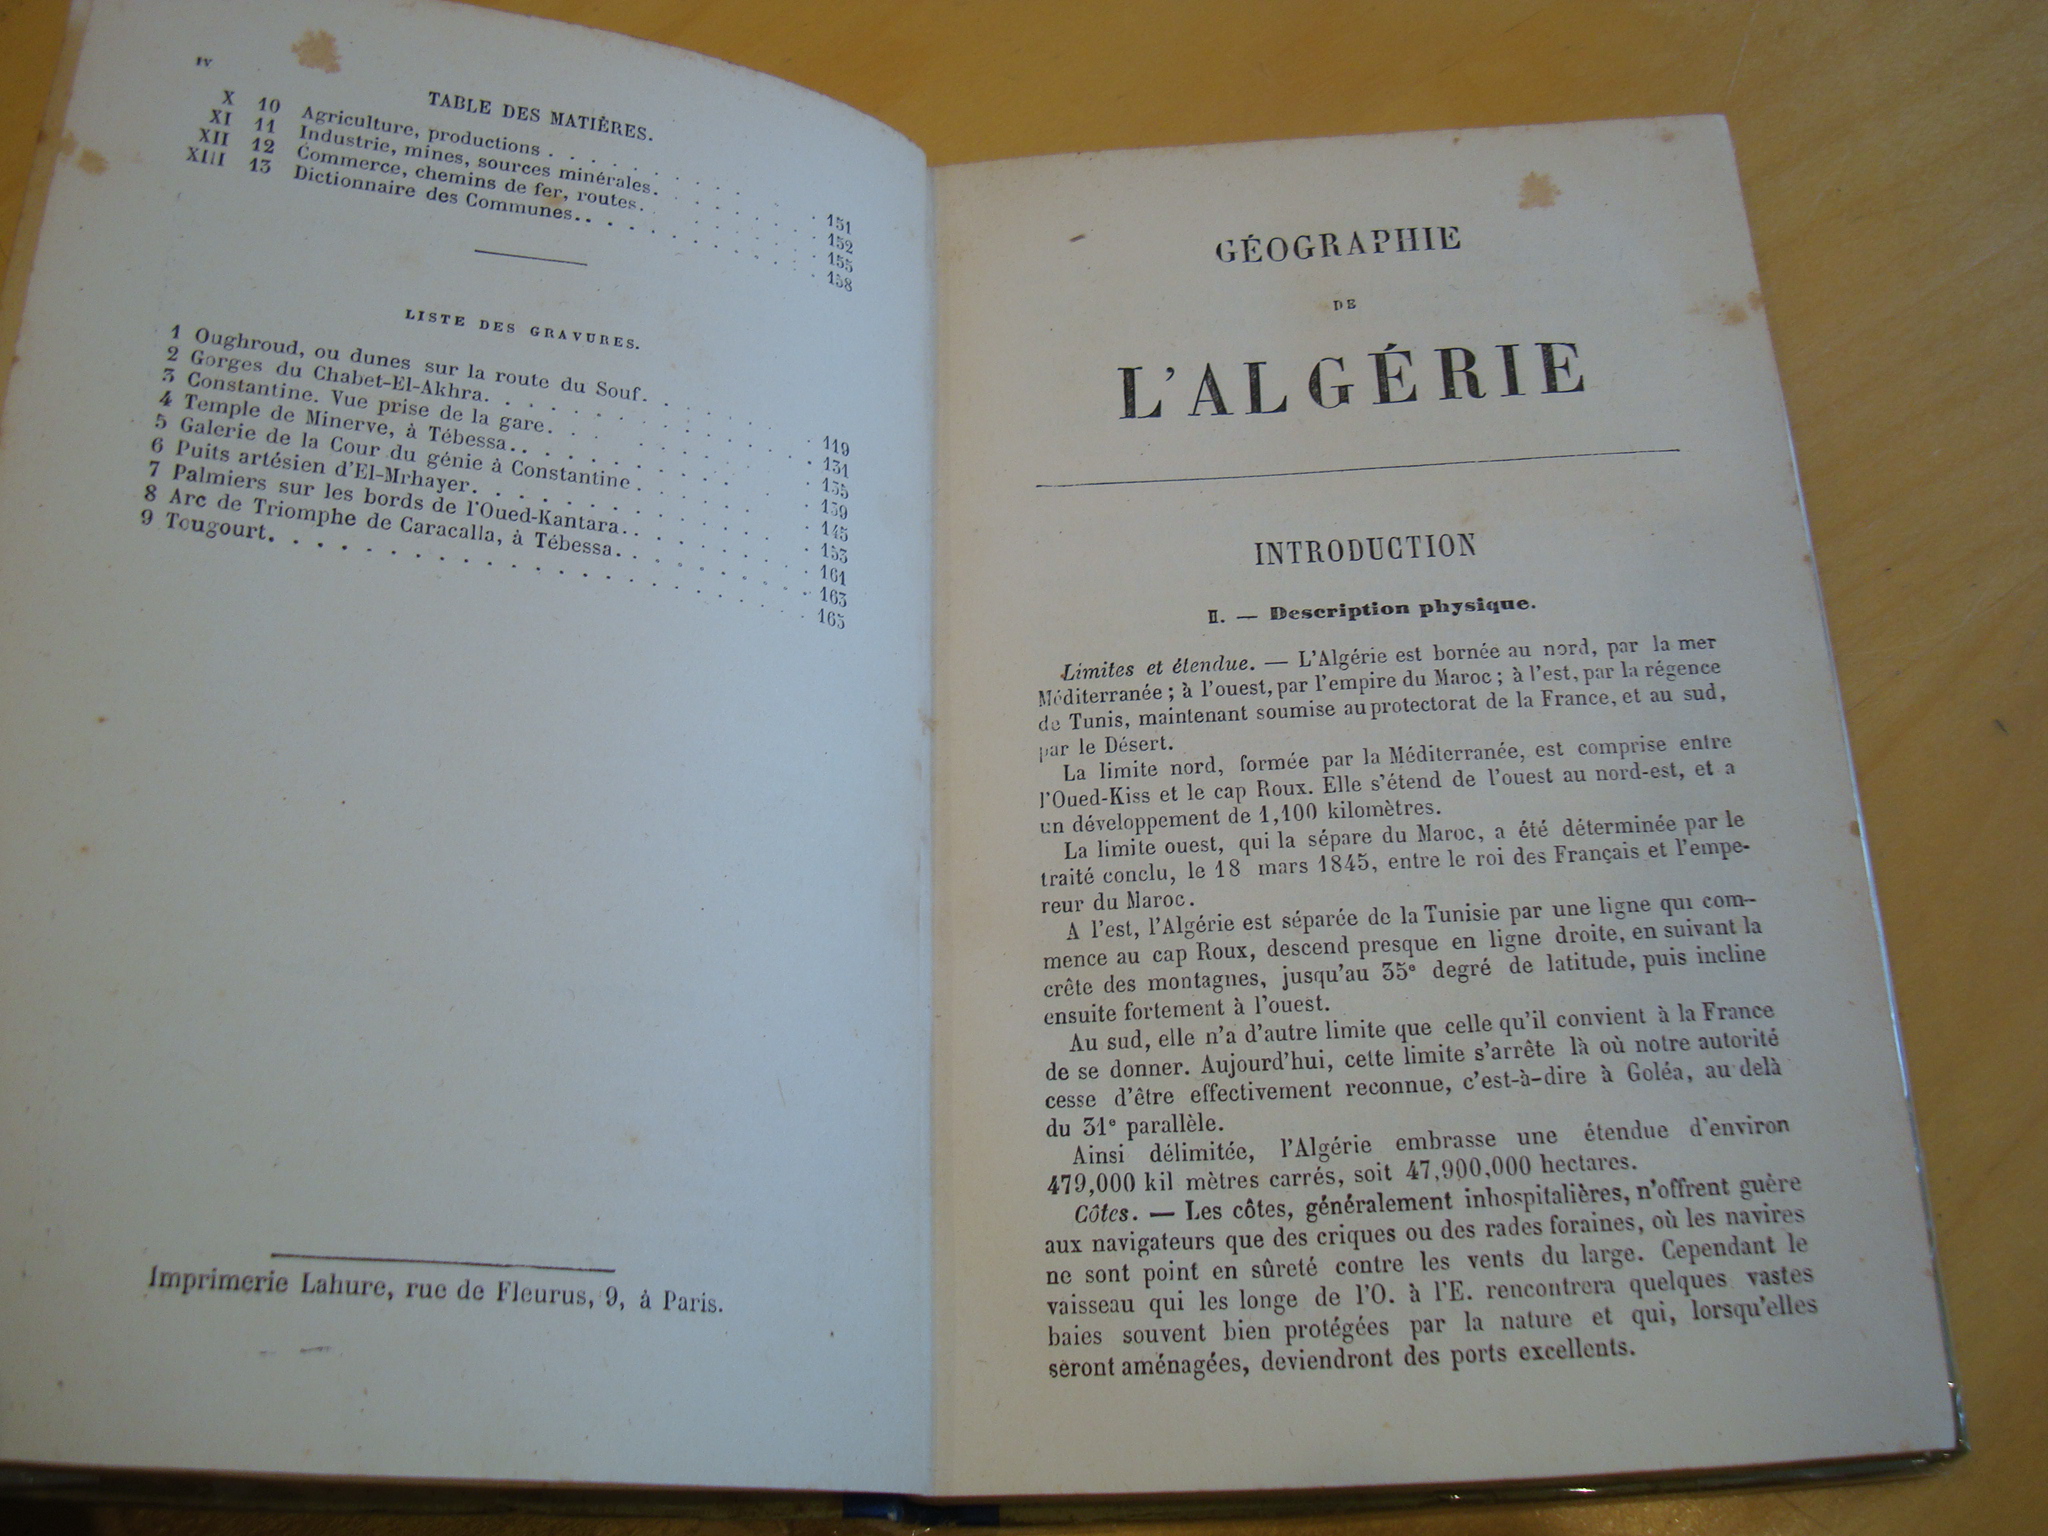 IV
TABLE DES MATIÈRES.
X 10 Agriculture, productions . . . . . 151
XI 11 Industrie, mines, sources minérales. . . . . 152
XII 12 Commerce, chemins de fer, routes. . . . . 155
XIII 13 Dictionnaire des Communes. . . . . 158
LISTE DES GRAVURES.
1 Oughroud, ou dunes sur la route du Souf. . . . . 119
2 Gorges du Chabet-El-Akhra. . . . . 131
3 Constantine. Vue prise de la gare. . . . . 135
4 Temple de Minerve, à Tébessa. . . . . 139
5 Galerie de la Cour du génie à Constantine . . . . . 145
6 Puits artésien d'El-Mrhayer. . . . . 153
7 Palmiers sur les bords de l'Oued-Kantara. . . . . 161
8 Arc de Triomphe de Caracalla, à Tébessa. . . . . 163
9 Tougourt. . . . . 165
Imprimerie Lahure, rue de Fleurus, 9, à Paris.
GÉOGRAPHIE
DE
L'ALGÉRIE
INTRODUCTION
II. — Description physique.
Limites et étendue. — L'Algérie est bornée au nord, par la mer
Méditerranée ; à l'ouest, par l'empire du Maroc ; à l'est, par la régence
de Tunis, maintenant soumise au protectorat de la France, et au sud,
par le Désert.
La limite nord, formée par la Méditerranée, est comprise entre
l'Oued-Kiss et le cap Roux. Elle s'étend de l'ouest au nord-est, et a
un développement de 1,100 kilomètres.
La limite ouest, qui la sépare du Maroc, a été déterminée par le
traité conclu, le 18 mars 1845, entre le roi des Français et l'empe-
reur du Maroc.
A l'est, l'Algérie est séparée de la Tunisie par une ligne qui com-
mence au cap Roux, descend presque en ligne droite, en suivant la
crête des montagnes, jusqu'au 35e degré de latitude, puis incline
ensuite fortement à l'ouest.
Au sud, elle n'a d'autre limite que celle qu'il convient à la France
de se donner. Aujourd'hui, cette limite s'arrête là où notre autorité
cesse d'être effectivement reconnue, c'est-à-dire à Goléa, au delà
du 31e parallèle.
Ainsi délimitée, l'Algérie embrasse une étendue d'environ
479,000 kil mètres carrés, soit 47,900,000 hectares.
Côtes. — Les côtes, généralement inhospitalières, n'offrent guère
aux navigateurs que des criques ou des rades foraines, où les navires
ne sont point en sûreté contre les vents du large. Cependant le
vaisseau qui les longe de l'O. à l'E. rencontrera quelques vastes
baies souvent bien protégées par la nature et qui, lorsqu'elles
seront aménagées, deviendront des ports excellents.